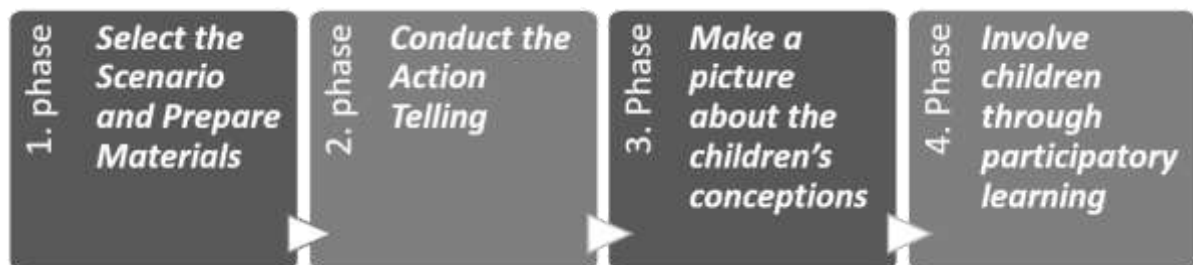 1. phase
Select the
Scenario
and Prepare
Materials
2. phase
Conduct the
Action
Telling
3. Phase
Make a
picture
about the
children's
conceptions
4. Phase
Involve
children
through
participatory
learning